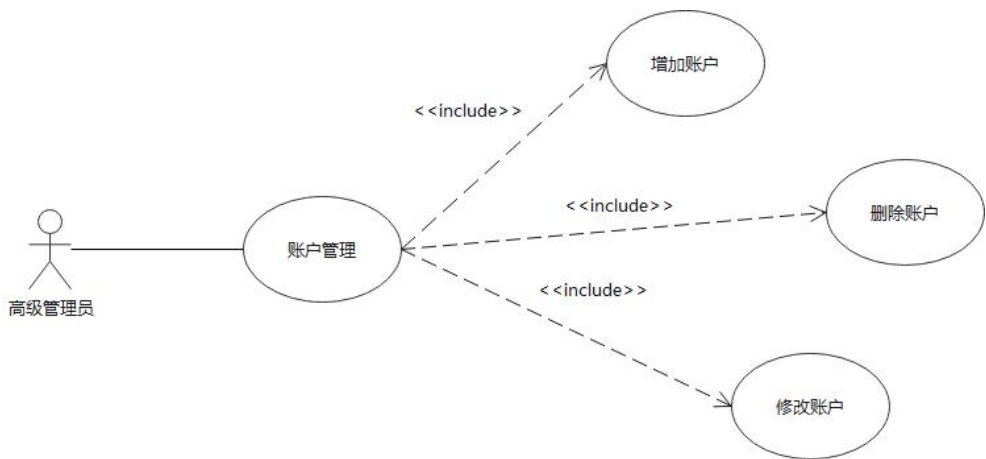 增加账户
<<include>>
<<include>>
删除账户
账户管理
<<include>>
高级管理员
修改账户